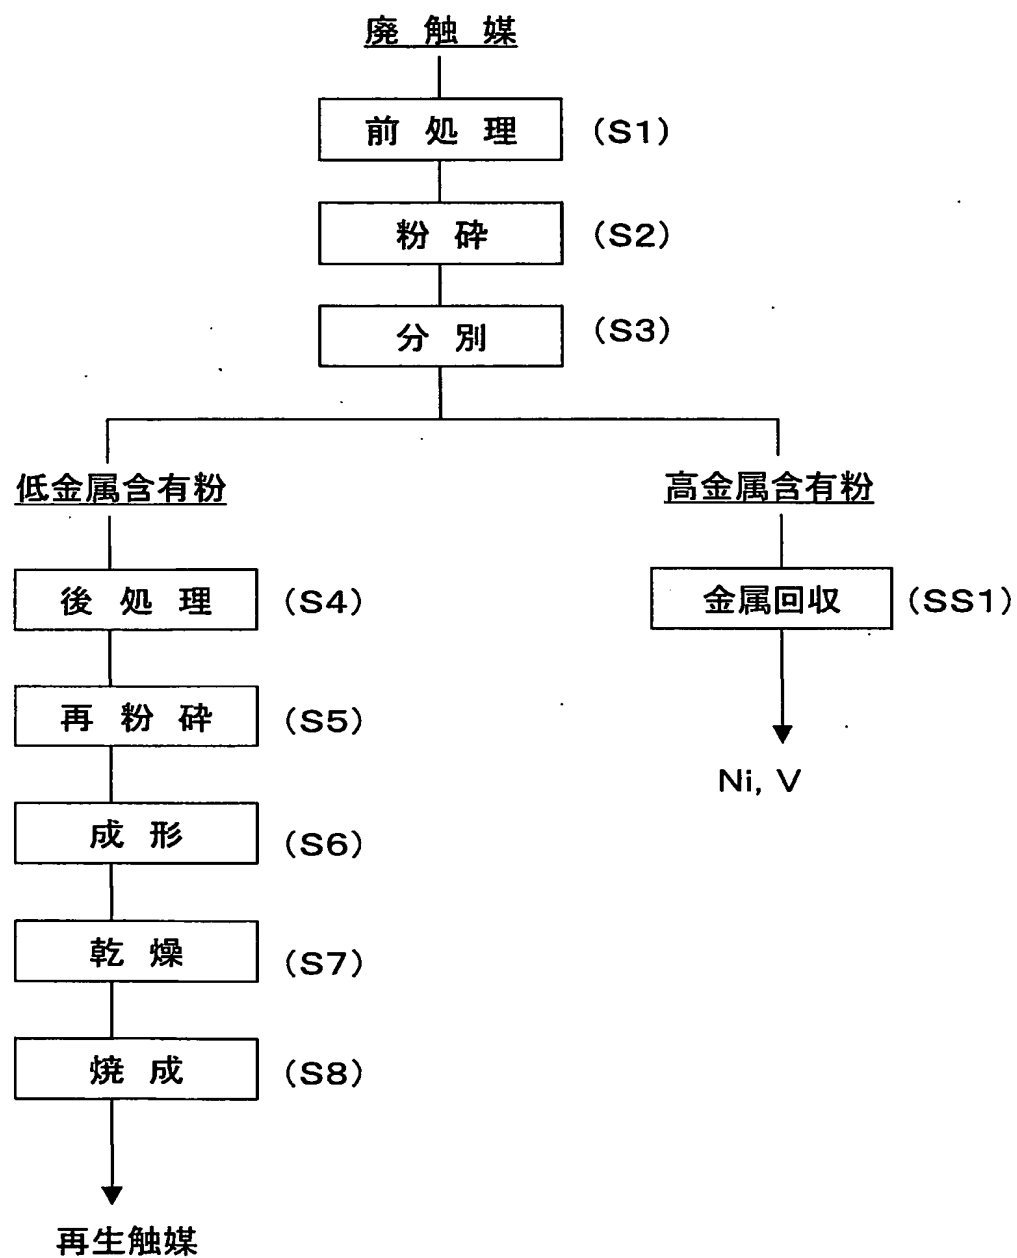 廃触媒
前処理 (S1)
粉砕 (S2)
分別 (S3)
低金属含有粉
高金属含有粉
後処理 (S4)
金属回収 (SS1)
再粉砕 (S5)
Ni, V
成形 (S6)
乾燥 (S7)
焼成 (S8)
再生触媒